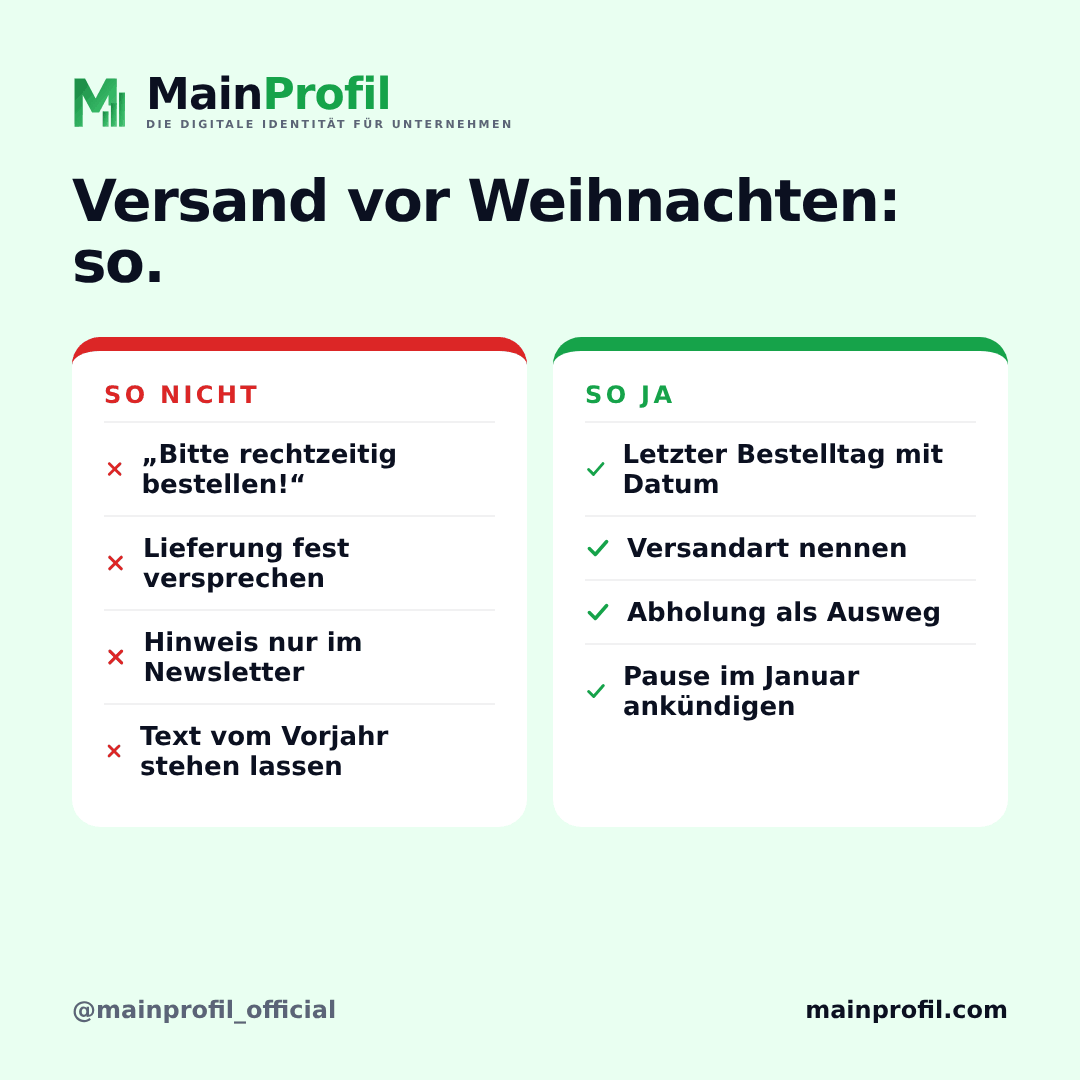 MainProfil
DIE DIGITALE IDENTITÄT FÜR UNTERNEHMEN
Versand vor Weihnachten:
so.
SO NICHT
„Bitte rechtzeitig
bestellen!“
Lieferung fest
versprechen
Hinweis nur im
Newsletter
Text vom Vorjahr
stehen lassen
SO JA
Letzter Bestelltag mit
Datum
Versandart nennen
Abholung als Ausweg
Pause im Januar
ankündigen
@mainprofil_official
mainprofil.com